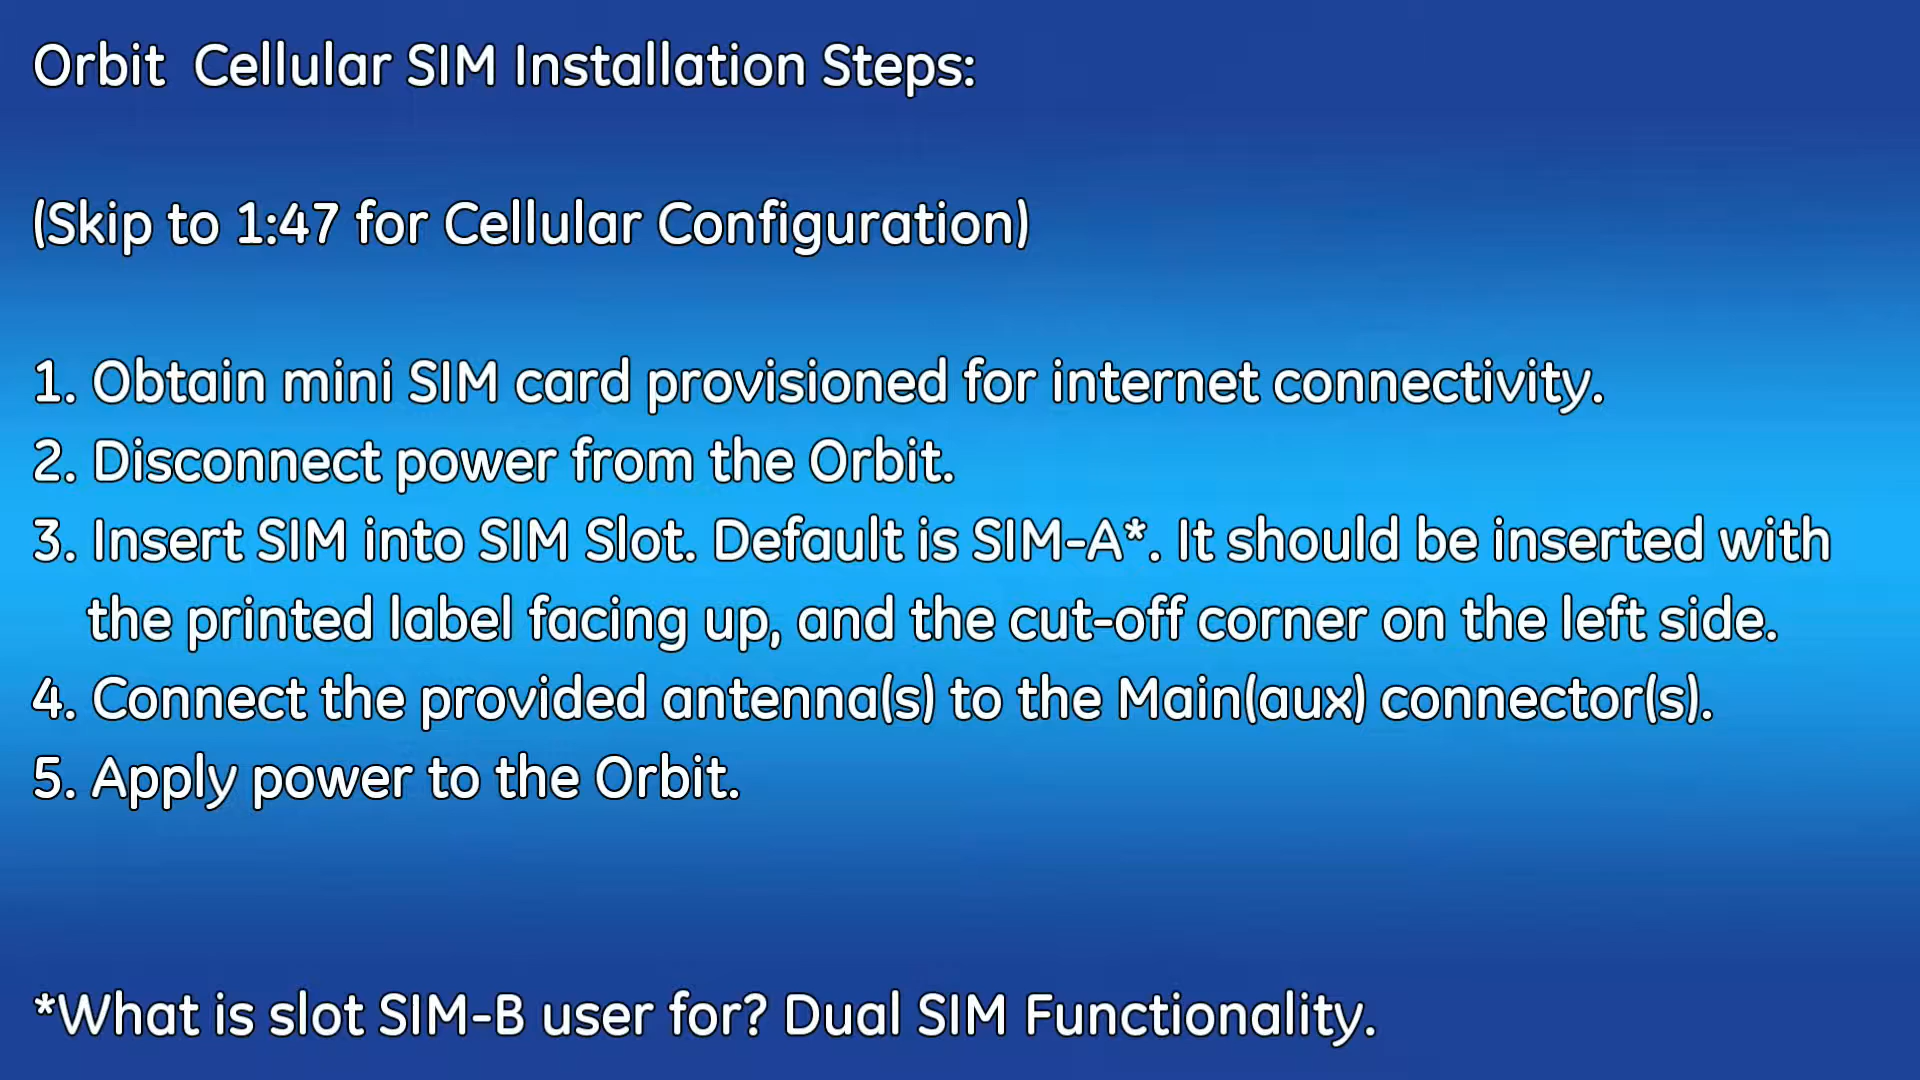 Orbit  Cellular SIM Installation Steps:
(Skip to 1:47 for Cellular Configuration)
1. Obtain mini SIM card provisioned for internet connectivity.
2. Disconnect power from the Orbit.
3. Insert SIM into SIM Slot. Default is SIM-A*. It should be inserted with
the printed label facing up, and the cut-off corner on the left side.
4. Connect the provided antenna(s) to the Main(aux) connector(s).
5. Apply power to the Orbit.
*What is slot SIM-B user for? Dual SIM Functionality.